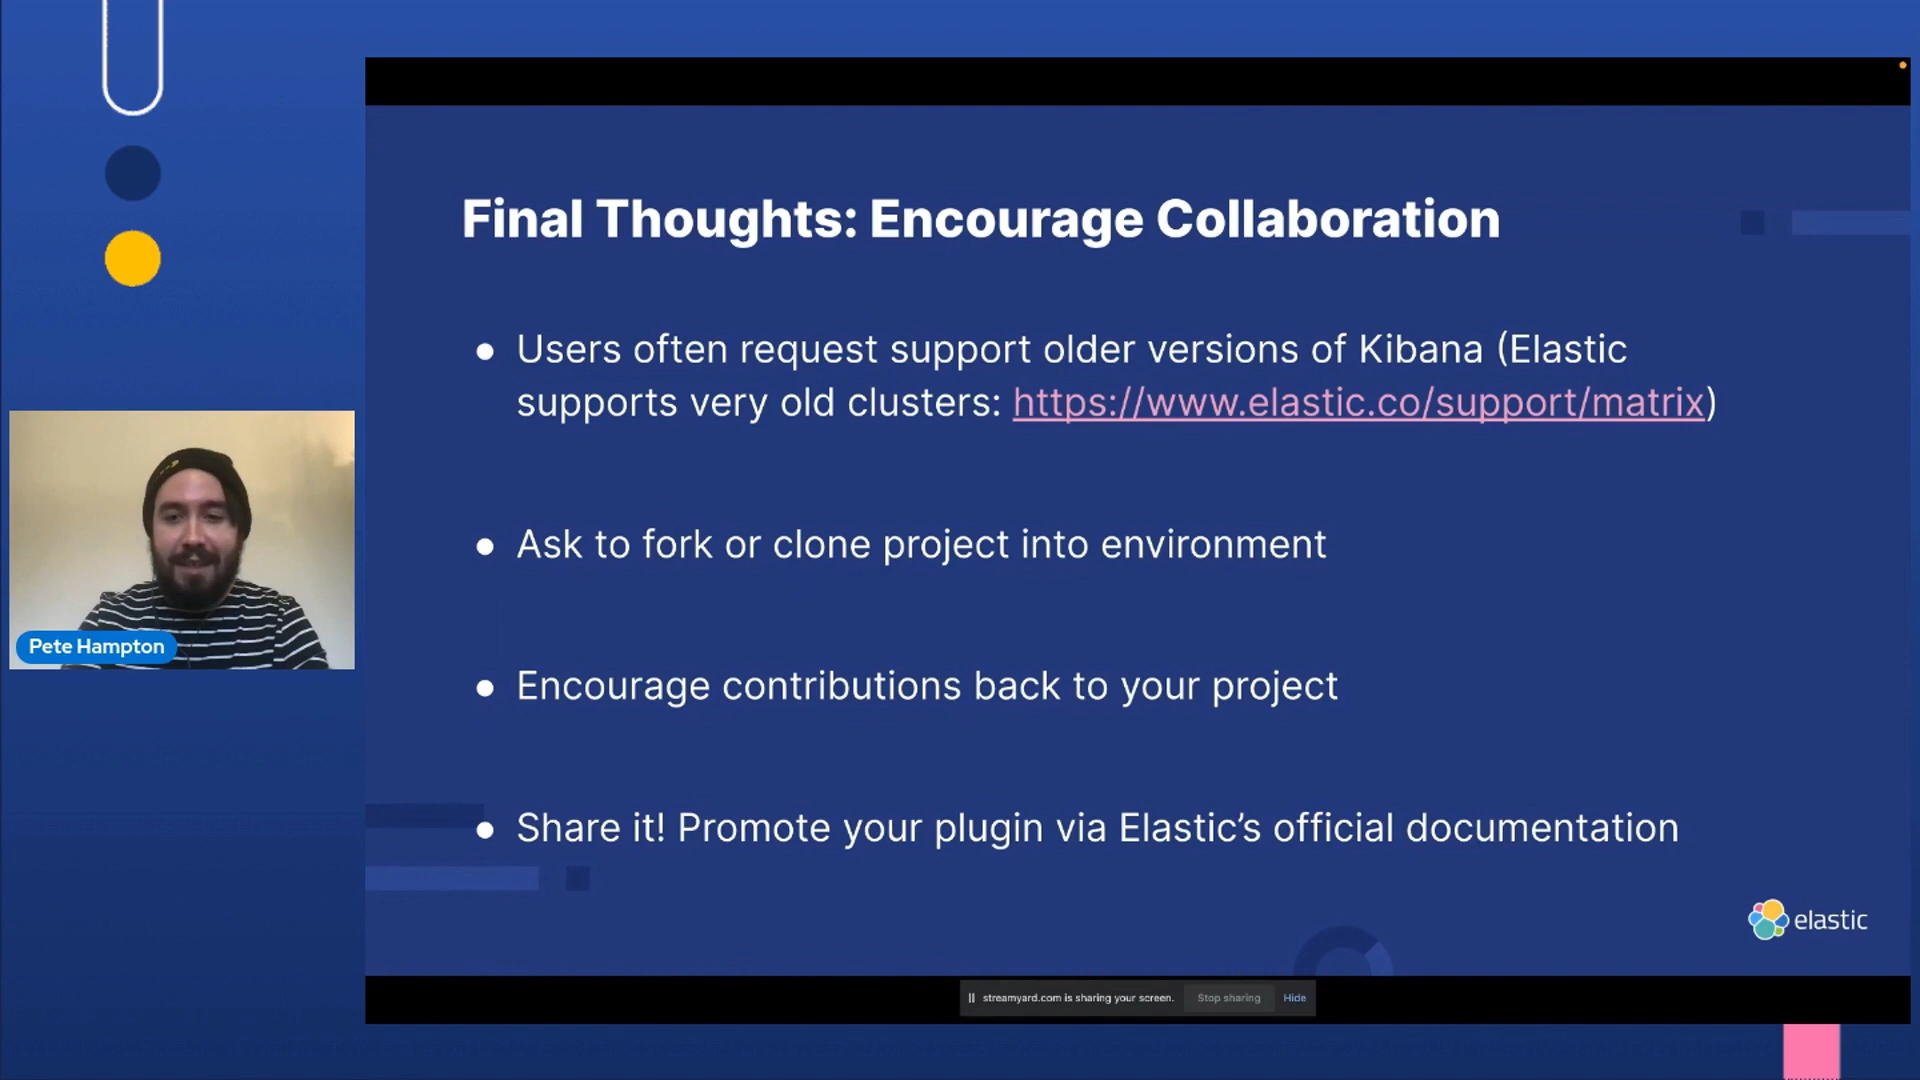 Final Thoughts: Encourage Collaboration
● Users often request support older versions of Kibana (Elastic
supports very old clusters: https://www.elastic.co/support/matrix)
● Ask to fork or clone project into environment
● Encourage contributions back to your project
● Share it! Promote your plugin via Elastic’s official documentation
elastic
Pete Hampton
streamyard.com is sharing your screen. Stop sharing Hide